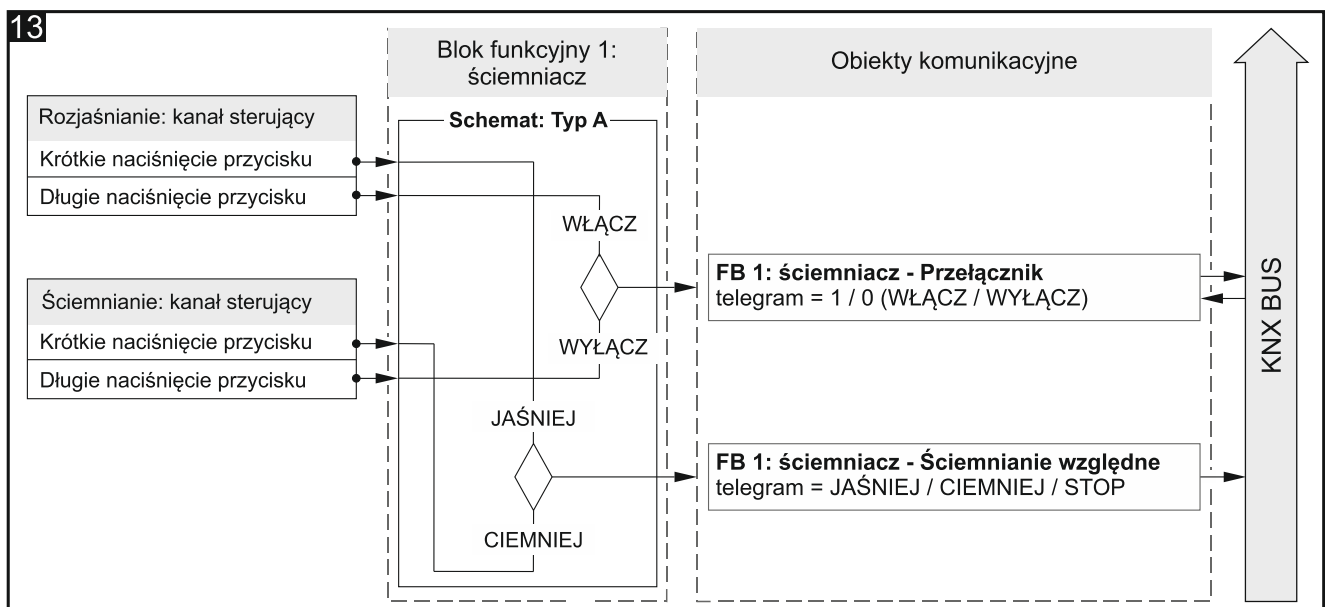 13
Blok funkcyjny 1:
ściemniacz
Obiekty komunikacyjne
Rozjaśnianie: kanał sterujący
Krótkie naciśnięcie przycisku
Długie naciśnięcie przycisku
Schemat: Typ A
WŁĄCZ
FB 1: ściemniacz - Przełącznik
telegram = 1 / 0 (WŁĄCZ / WYŁĄCZ)
Ściemnianie: kanał sterujący
Krótkie naciśnięcie przycisku
Długie naciśnięcie przycisku
WYŁĄCZ
JAŚNIEJ
FB 1: ściemniacz - Ściemnianie względne
telegram = JAŚNIEJ / CIEMNIEJ / STOP
CIEMNIEJ
KNX BUS